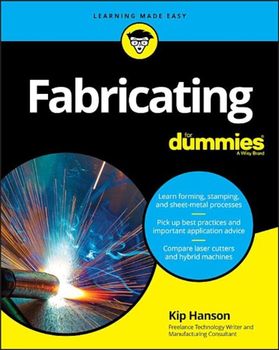 LEARNING MADE EASY
Fabricating
for
dummies
A Wiley Brand
Learn forming, stamping,
and sheet-metal processes
Pick up best practices and
important application advice
Compare laser cutters
and hybrid machines
Kip Hanson
Freelance Technology Writer and
Manufacturing Consultant